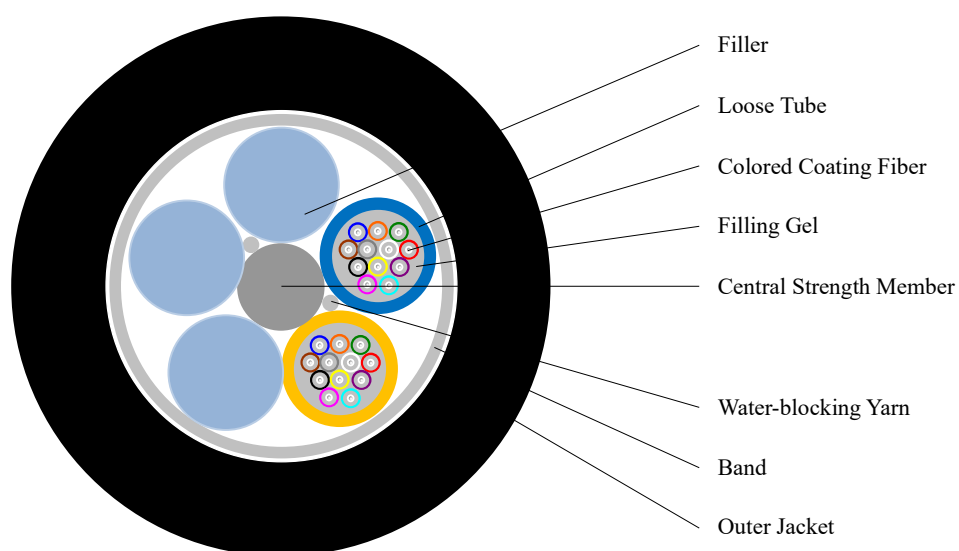 Filler
Loose Tube
Colored Coating Fiber
Filling Gel
Central Strength Member
Water-blocking Yarn
Band
Outer Jacket